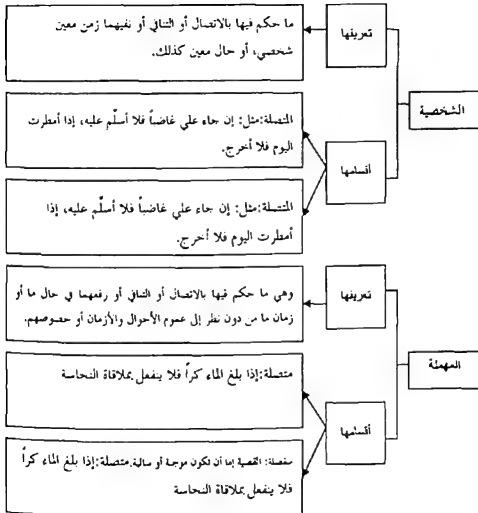 الشخصية
تعريفها
ما حكم فيها بالاتصال أو التنافي أو نفيهما زمن معين
شخصي، أو حال معين كذلك.
أقسامها
المتصلة:مثل: إن جاء علي غاضباً فلا أسلّم عليه، إذا أمطرت
اليوم فلا أخرج.
المتصلة:مثل: إن جاء علي غاضباً فلا أسلّم عليه، إذا
أمطرت اليوم فلا أخرج.
المهملة
تعريفها
وهي ما حكم فيها بالاتصال أو التنافي أو رفعهما في حال ما أو
زمان ما من دون نظر إلى عموم الأحوال والأزمان أو خصوصهم.
أقسامها
متصلة:إذا بلغ الماء كراً فلا ينفعل بملاقاة النجاسة
منفصلة: القضية إما أن تكون موجبة أو سالبة.متصلة:إذا بلغ الماء كراً
فلا ينفعل بملاقاة النجاسة